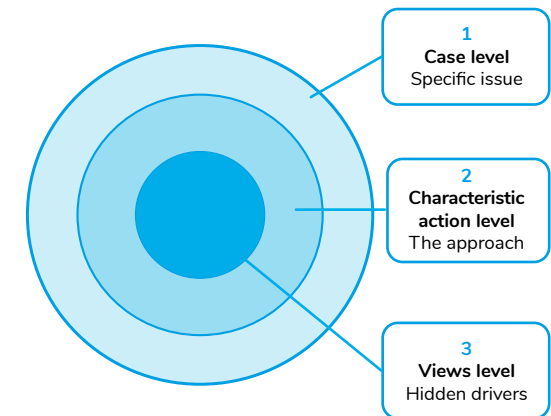 1
Case level
Specific issue
2
Characteristic
action level
The approach
3
Views level
Hidden drivers